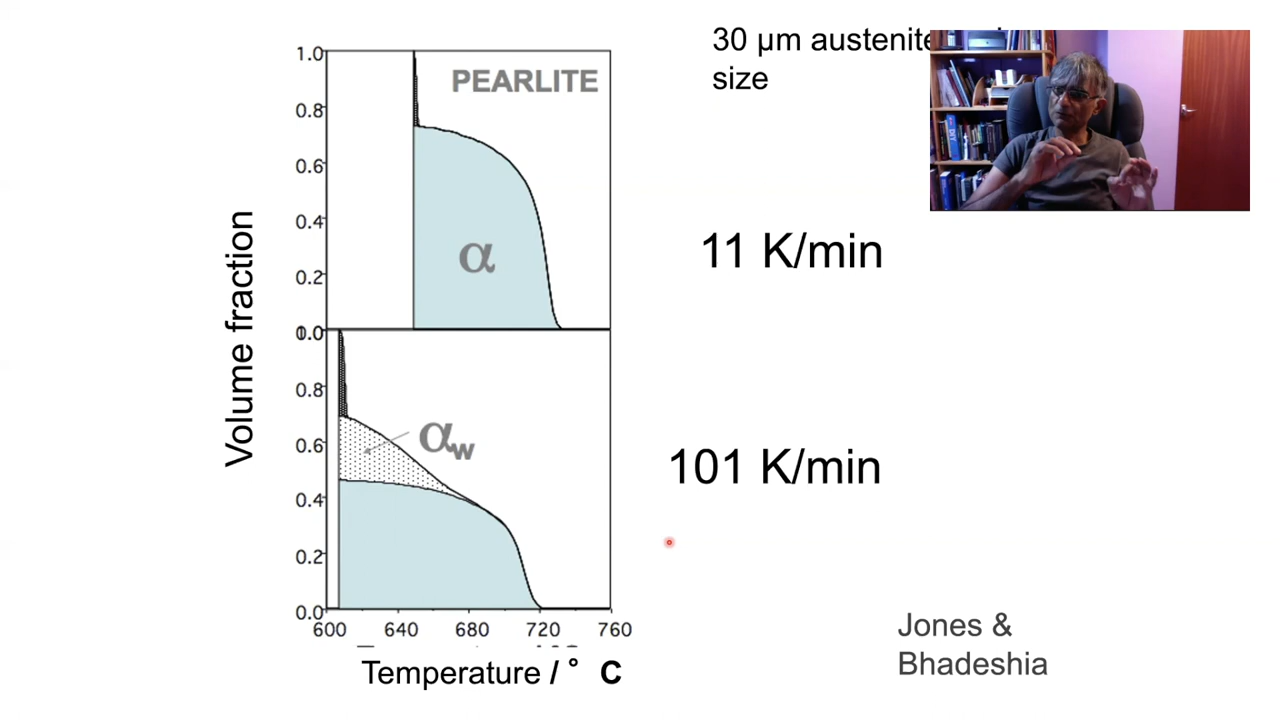 30 µm austenite
size
1.0
PEARLITE
0.8
0.6
0.4
α
0.2
11 K/min
Volume fraction
0.0
1.0
0.8
αw
0.6
101 K/min
0.4
0.2
0.0
600 640 680 720 760
Temperature / ° C
Jones &
Bhadeshia